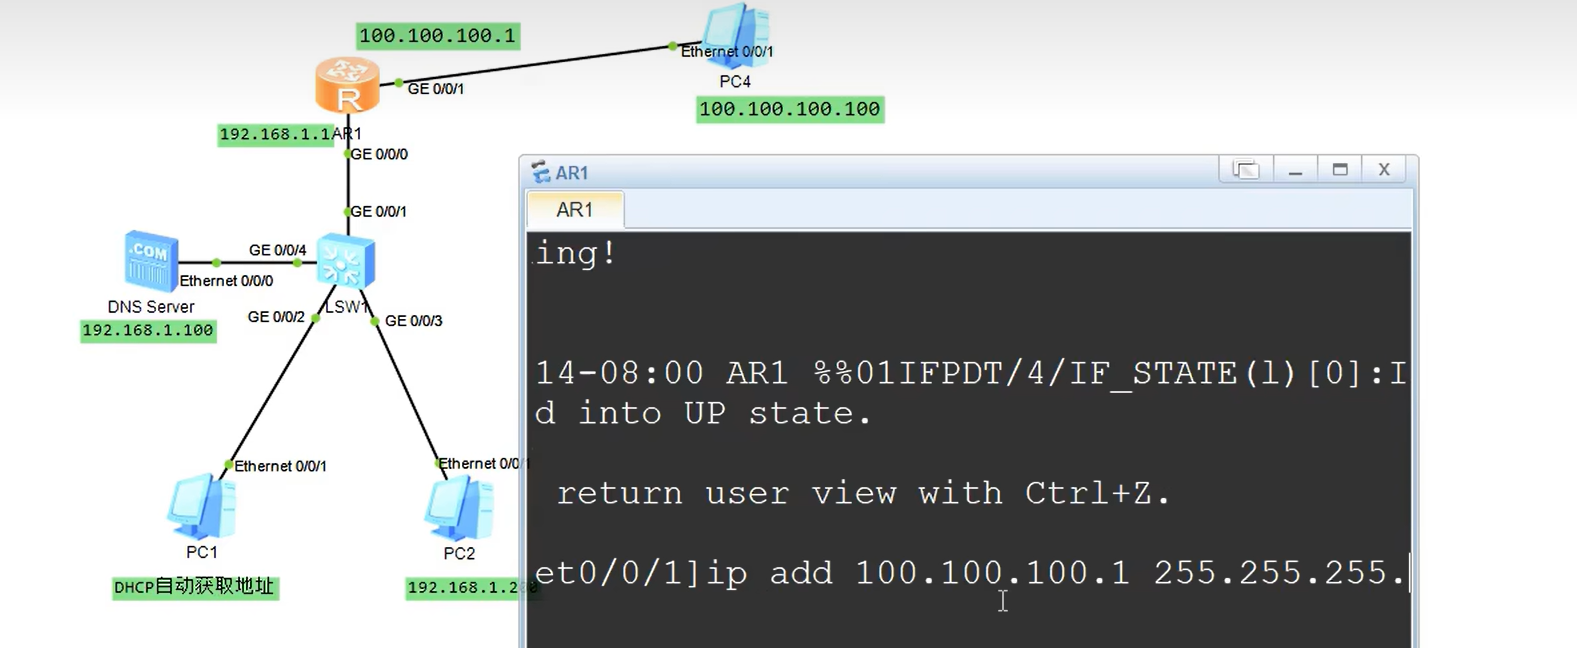 100.100.100.1
Ethernet 0/0/1
GE 0/0/1
PC4
R
100.100.100.100
192.168.1.1
AR1
GE 0/0/0
GE 0/0/1
.COM
GE 0/0/4
Ethernet 0/0/0
DNS Server
LSW1
192.168.1.100
GE 0/0/2
GE 0/0/3
Ethernet 0/0/1
Ethernet 0/0/1
PC1
PC2
DHCP自动获取地址
192.168.1.200
AR1
X
AR1
ing!
14-08:00 AR1 %%01IFPDT/4/IF_STATE(l)[0]:I
d into UP state.
return user view with Ctrl+Z.
et0/0/1]ip add 100.100.100.1 255.255.255.